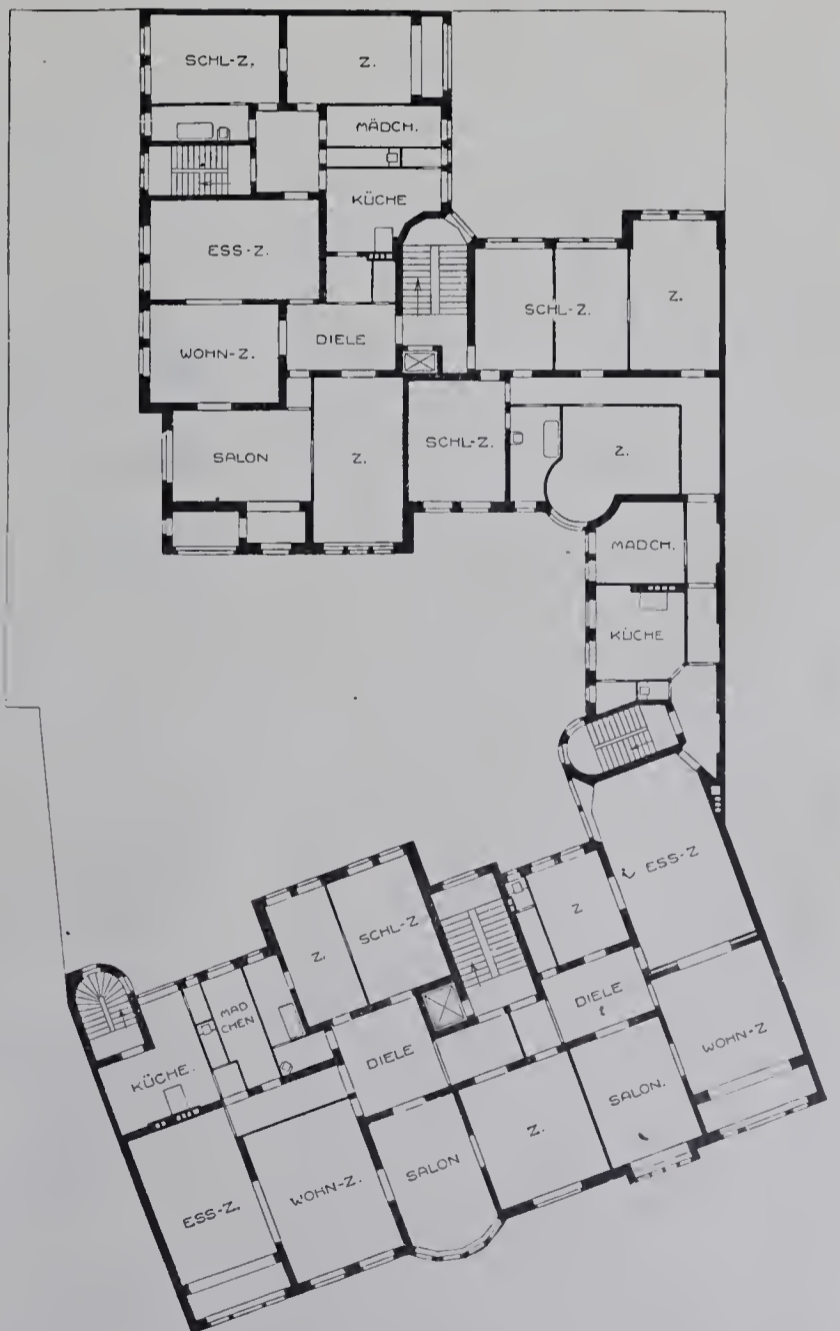 SCHL-Z.
Z.
MÄDCH.
KÜCHE
ESS-Z.
SCHL-Z.
Z.
DIELE
WOHN-Z.
SCHL-Z.
Z.
SALON
Z.
MADCH.
KÜCHE
ESS-Z
Z
SCHL-Z
Z.
DIELE
MAD
CHEN
WOHN-Z
DIELE
KÜCHE.
SALON.
Z.
SALON
WOHN-Z.
ESS-Z.